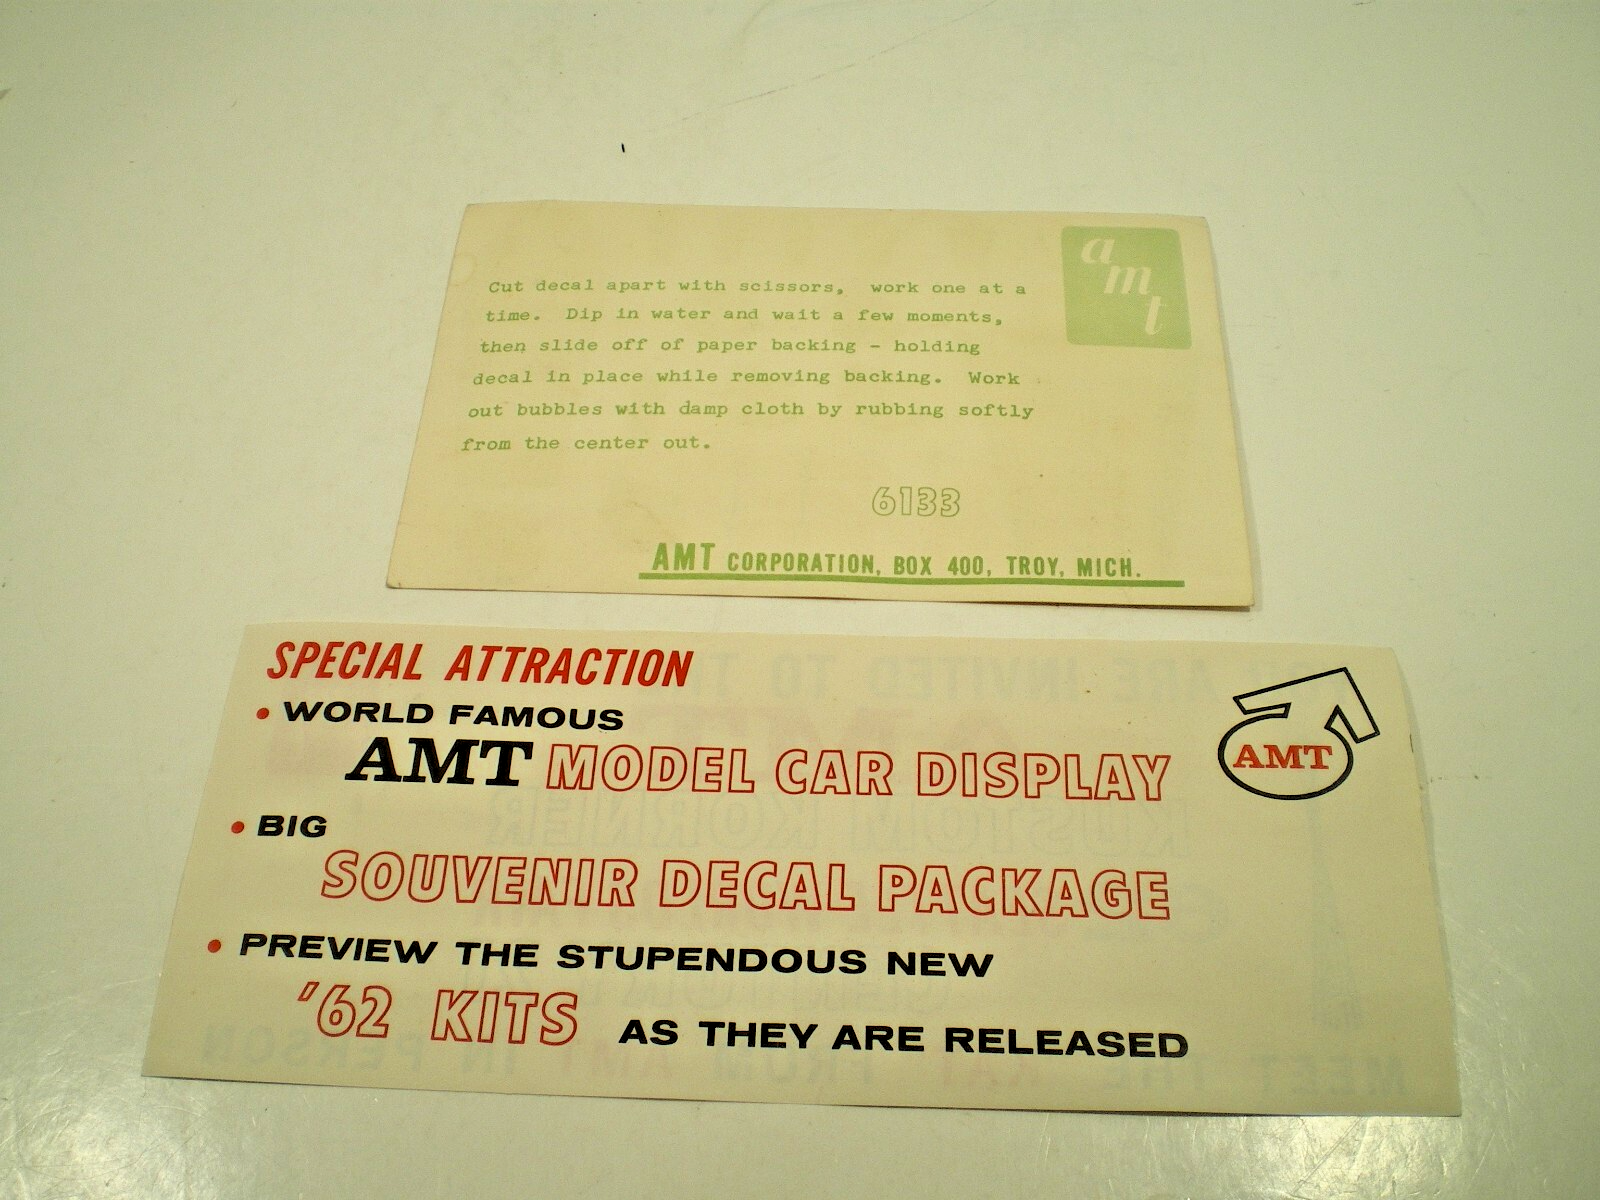 Cut decal apart with scissors, work one at a
time. Dip in water and wait a few moments,
then slide off of paper backing - holding
decal in place while removing backing. Work
out bubbles with damp cloth by rubbing softly
from the center out.
amt
6133
AMT CORPORATION, BOX 400, TROY, MICH.
SPECIAL ATTRACTION
• WORLD FAMOUS
AMT MODEL CAR DISPLAY
AMT
• BIG
SOUVENIR DECAL PACKAGE
• PREVIEW THE STUPENDOUS NEW
'62 KITS AS THEY ARE RELEASED